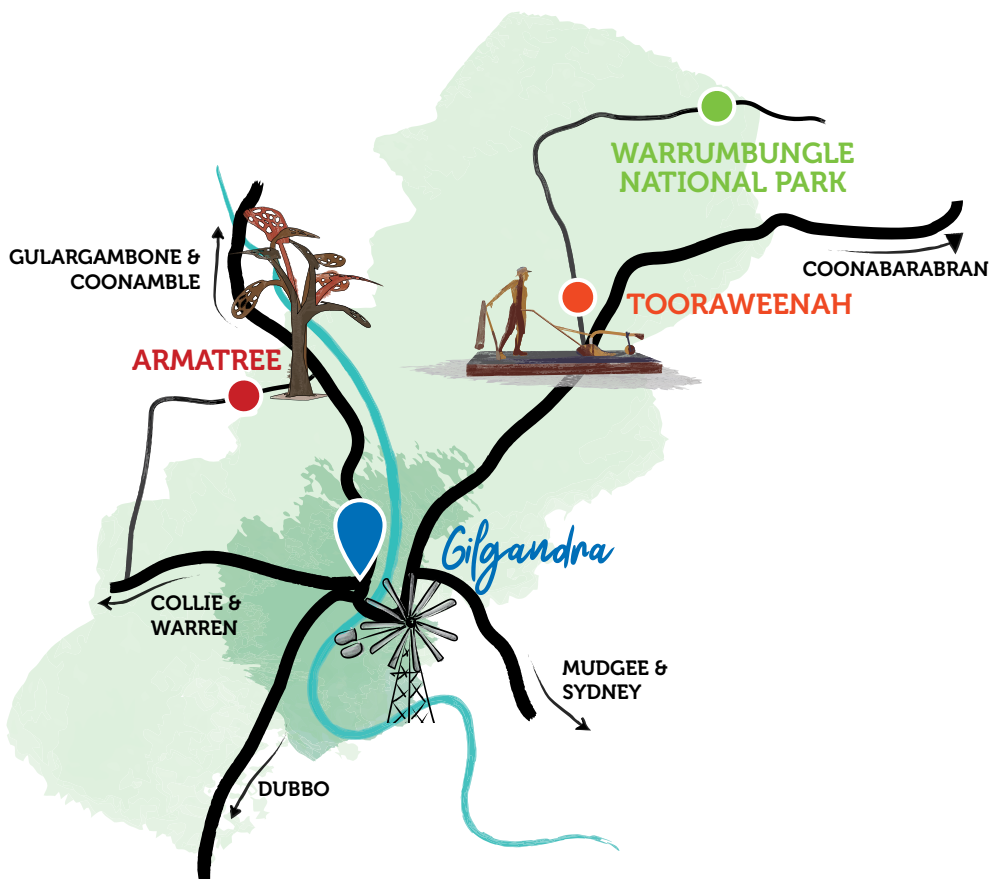 WARRUMBUNGLE
NATIONAL PARK
GULARGAMBONE &
COONAMBLE
COONABARABRAN
TOORAWEENAH
ARMATREE
Gilgandra
COLLIE &
WARREN
MUDGEE &
SYDNEY
DUBBO